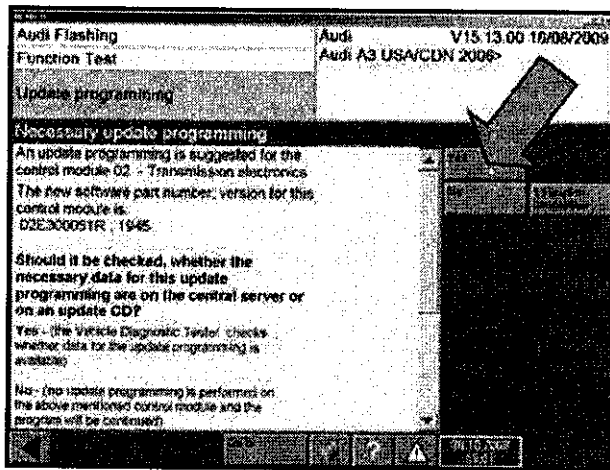 Audi Flashing
Audi V15.13.00 10/08/2009
Function Test
Audi A3 USA/CDN 2006>
Update programming
Necessary update programming
An update programming is suggested for the
control module 02 - Transmission electronics
The new software part number, version for this
control module is:
02E300051R , 1945
Should it be checked, whether the
necessary data for this update
programming are on the central server or
on an update CD?
Yes - (the Vehicle Diagnostic Tester checks
whether data for the update programming is
available)
No - (no update programming is performed on
the above mentioned control module and the
program will be continued)
Yes
No
Go to